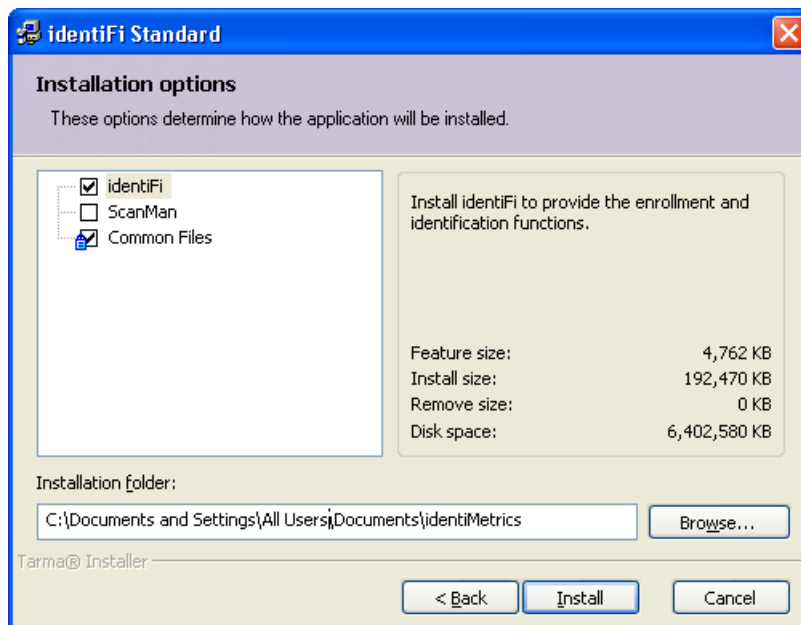 identiFi Standard
Installation options
These options determine how the application will be installed.
identiFi
ScanMan
Common Files
Install identiFi to provide the enrollment and
identification functions.
Feature size: 4,762 KB
Install size: 192,470 KB
Remove size: 0 KB
Disk space: 6,402,580 KB
Installation folder:
C:\Documents and Settings\All Users\Documents\identiMetrics
Browse...
Tarma® Installer
< Back
Install
Cancel